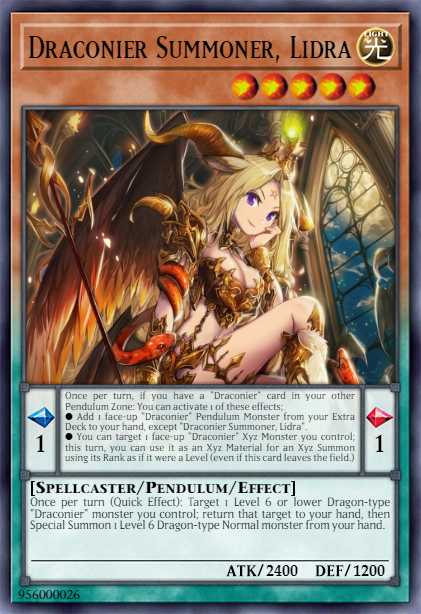 Draconier Summoner, Lidra
LIGHT
光
Once per turn, if you have a "Draconier" card in your other
Pendulum Zone: You can activate 1 of these effects;
● Add 1 face-up "Draconier" Pendulum Monster from your Extra
Deck to your hand, except "Draconier Summoner, Lidra".
● You can target 1 face-up "Draconier" Xyz Monster you control;
this turn, you can use it as an Xyz Material for an Xyz Summon
using its Rank as if it were a Level (even if this card leaves the field.)
1
1
[Spellcaster/Pendulum/Effect]
Once per turn (Quick Effect): Target 1 Level 6 or lower Dragon-type
"Draconier" monster you control; return that target to your hand, then
Special Summon 1 Level 6 Dragon-type Normal monster from your hand.
ATK/2400 DEF/1200
956000026